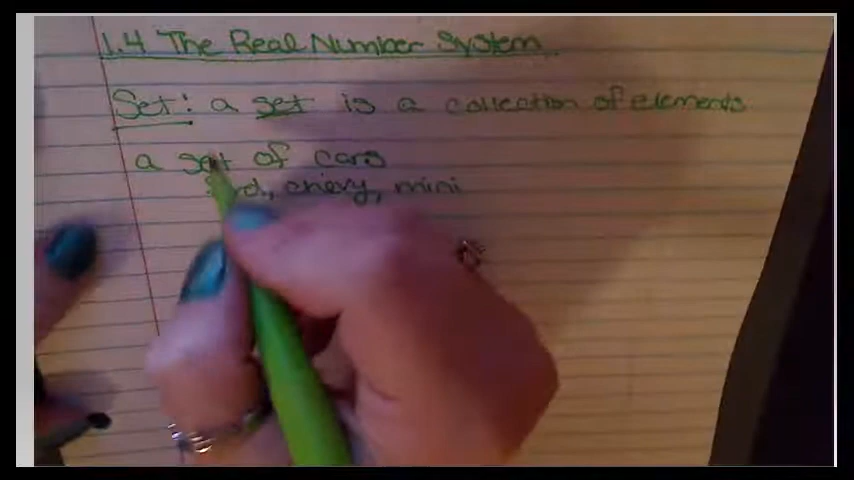 1.4 The Real Number System
Set: a set is a collection of elements
a set of cars
chevy, mini